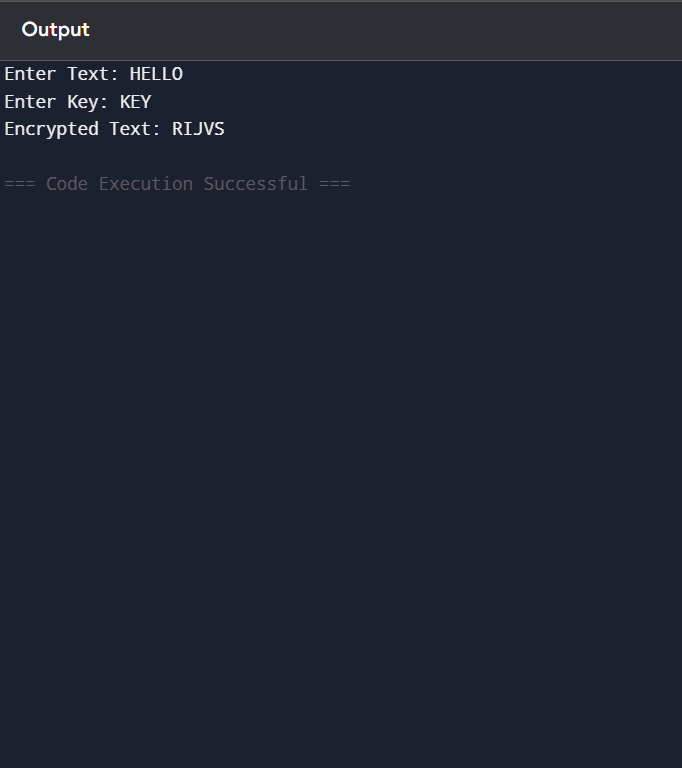 Output
Enter Text: HELLO
Enter Key: KEY
Encrypted Text: RIJVS
=== Code Execution Successful ===